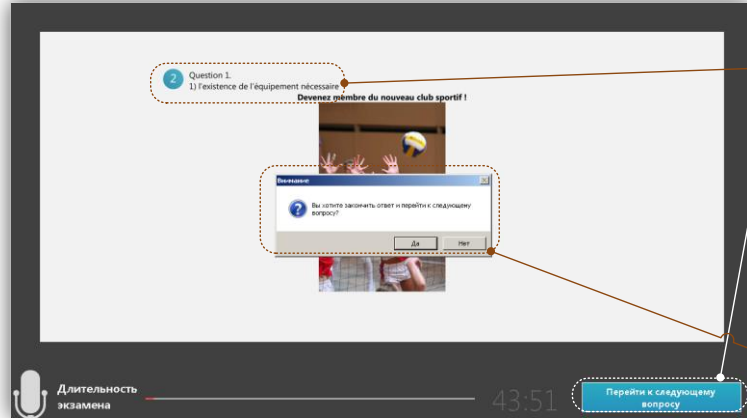 2
Question 1.
1) l'existence de l'équipement nécessaire
Devenez membre du nouveau club sportif !
Внимание
Вы хотите закончить ответ и перейти к следующему
вопросу?
Да
Нет
Длительность
экзамена
43:51
Перейти к следующему
вопросу